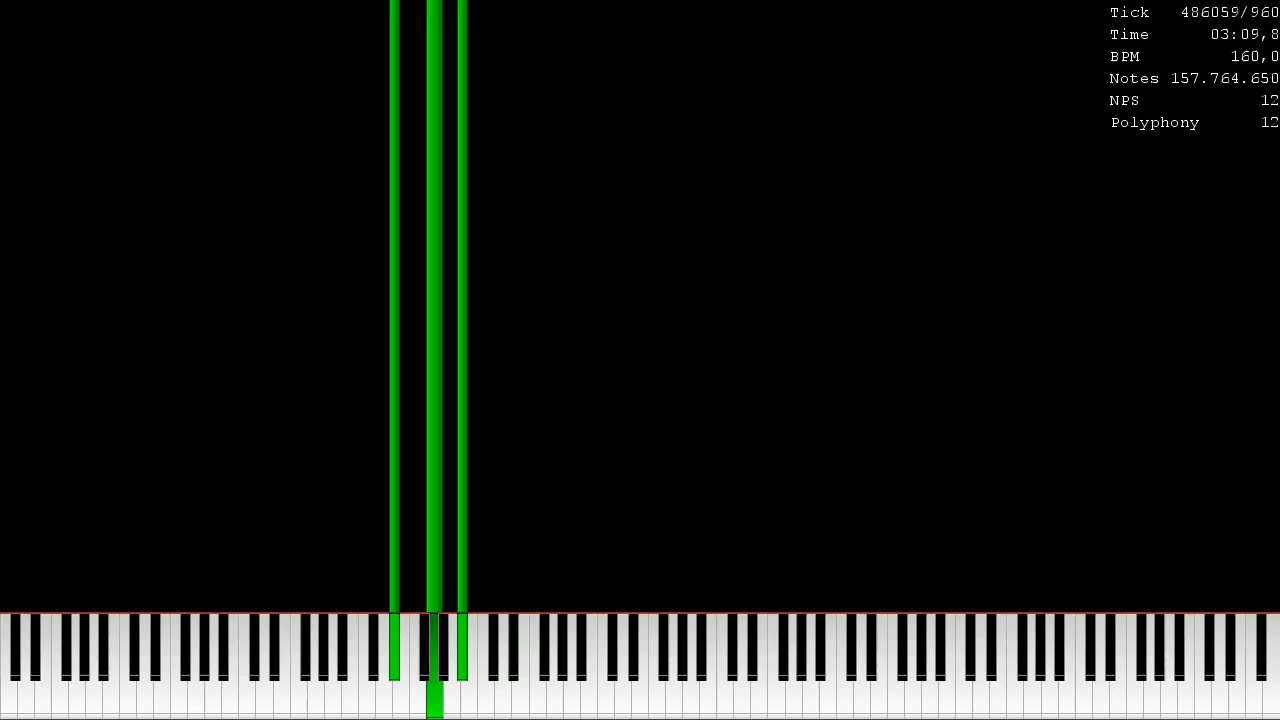 Tick 486059/960
Time 03:09,8
BPM 160,0
Notes 157.764.650
NPS 12
Polyphony 12